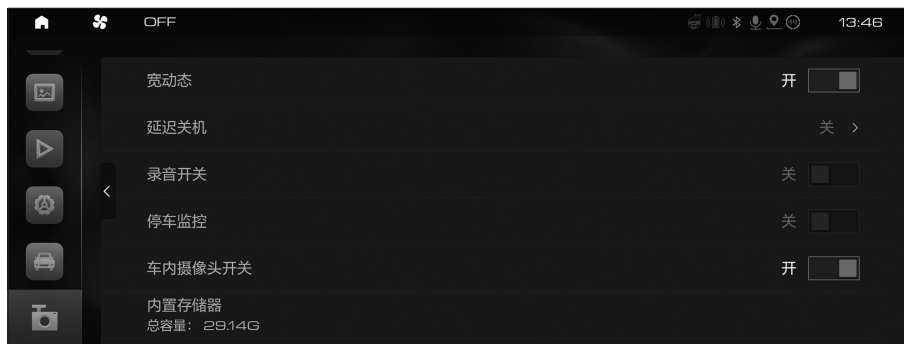 OFF
13:46
宽动态 开
延迟关机 关
录音开关 关
停车监控 关
车内摄像头开关 开
内置存储器
总容量： 29.14G